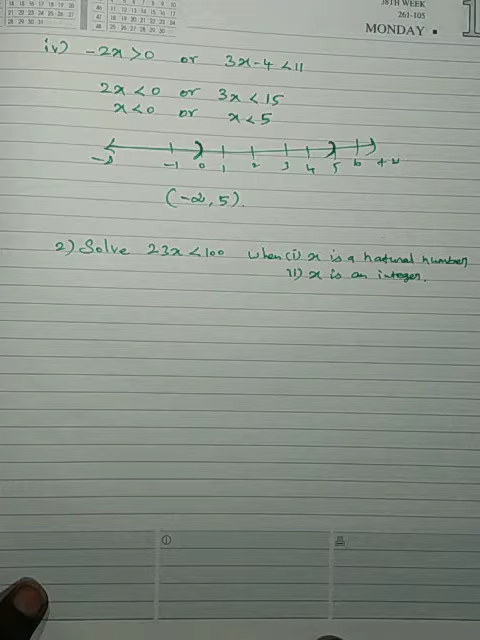 38TH WEEK
261-105
MONDAY
iv) -2x>0 or 3x-4<11
2x<0 or 3x<15
x<0 or x<5
-∞ -1 0 1 2 3 4 5 6 +∞
(-∞, 5).
2) Solve 23x<100 when (i) x is a natural number
ii) x is an integer.